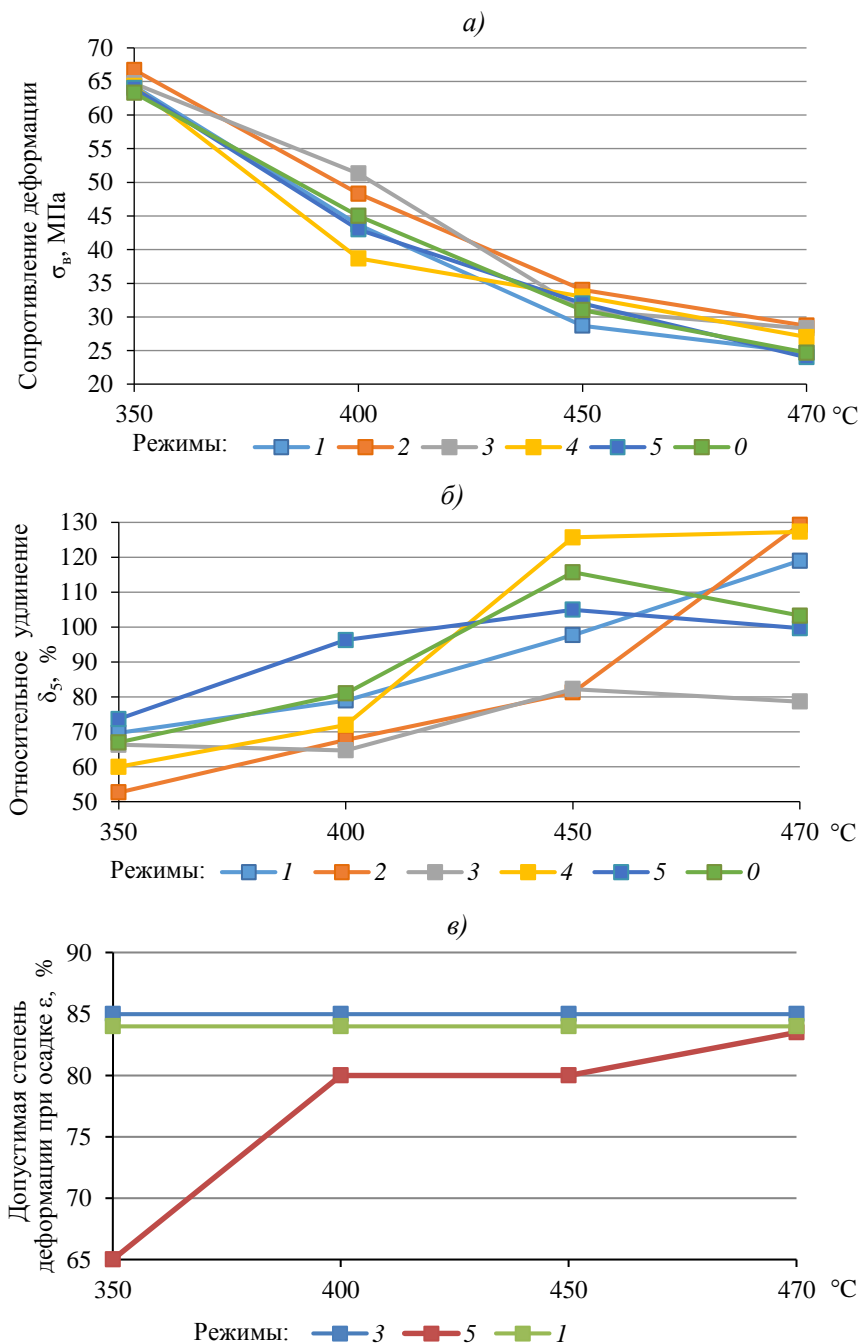 а)
Сопротивление деформации
σв, МПа
70
65
60
55
50
45
40
35
30
25
20
350 400 450 470 °С
Режимы: 1 2 3 4 5 0
б)
Относительное удлинение
δ5, %
130
120
110
100
90
80
70
60
50
350 400 450 470 °С
Режимы: 1 2 3 4 5 0
в)
Допустимая степень
деформации при осадке ε, %
90
85
80
75
70
65
350 400 450 470 °С
Режимы: 3 5 1